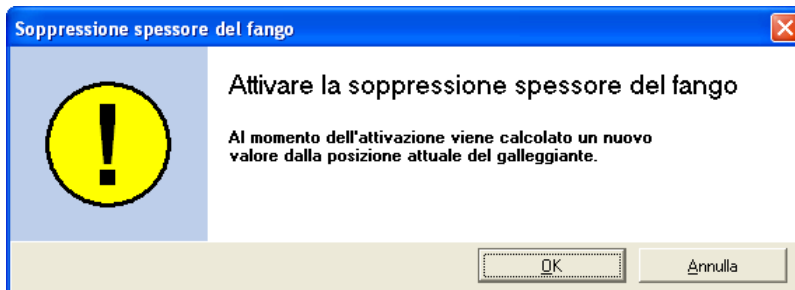 Soppressione spessore del fango
Attivare la soppressione spessore del fango
Al momento dell'attivazione viene calcolato un nuovo
valore dalla posizione attuale del galleggiante.
OK
Annulla